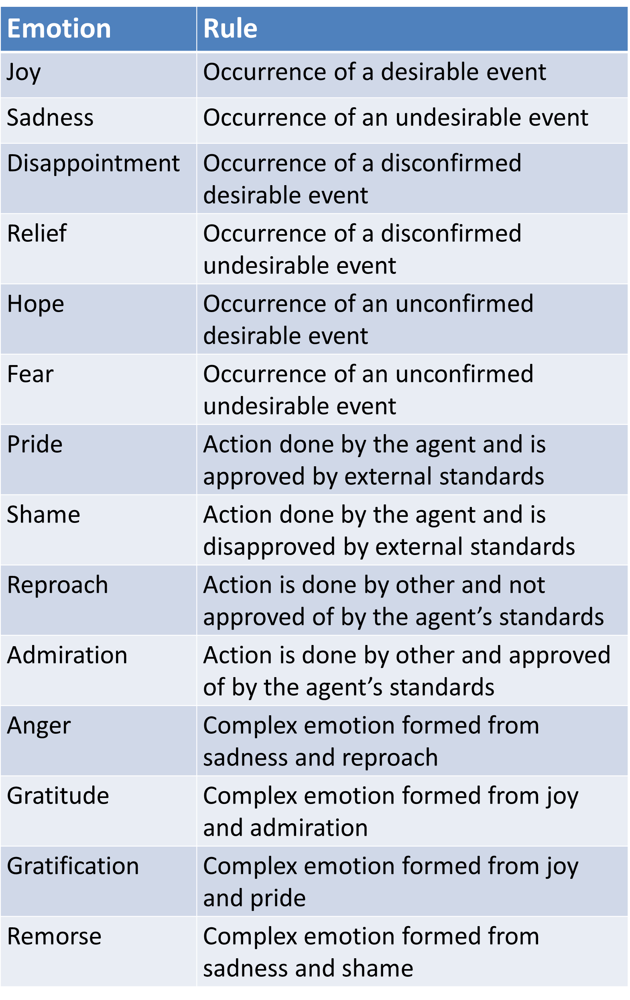 Emotion Rule
Joy Occurrence of a desirable event
Sadness Occurrence of an undesirable event
Disappointment Occurrence of a disconfirmed
desirable event
Relief Occurrence of a disconfirmed
undesirable event
Hope Occurrence of an unconfirmed
desirable event
Fear Occurrence of an unconfirmed
undesirable event
Pride Action done by the agent and is
approved by external standards
Shame Action done by the agent and is
disapproved by external standards
Reproach Action is done by other and not
approved of by the agent’s standards
Admiration Action is done by other and approved
of by the agent’s standards
Anger Complex emotion formed from
sadness and reproach
Gratitude Complex emotion formed from joy
and admiration
Gratification Complex emotion formed from joy
and pride
Remorse Complex emotion formed from
sadness and shame